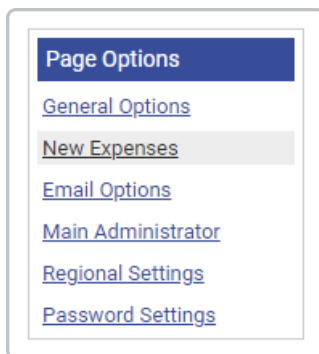 Page Options
General Options
New Expenses
Email Options
Main Administrator
Regional Settings
Password Settings